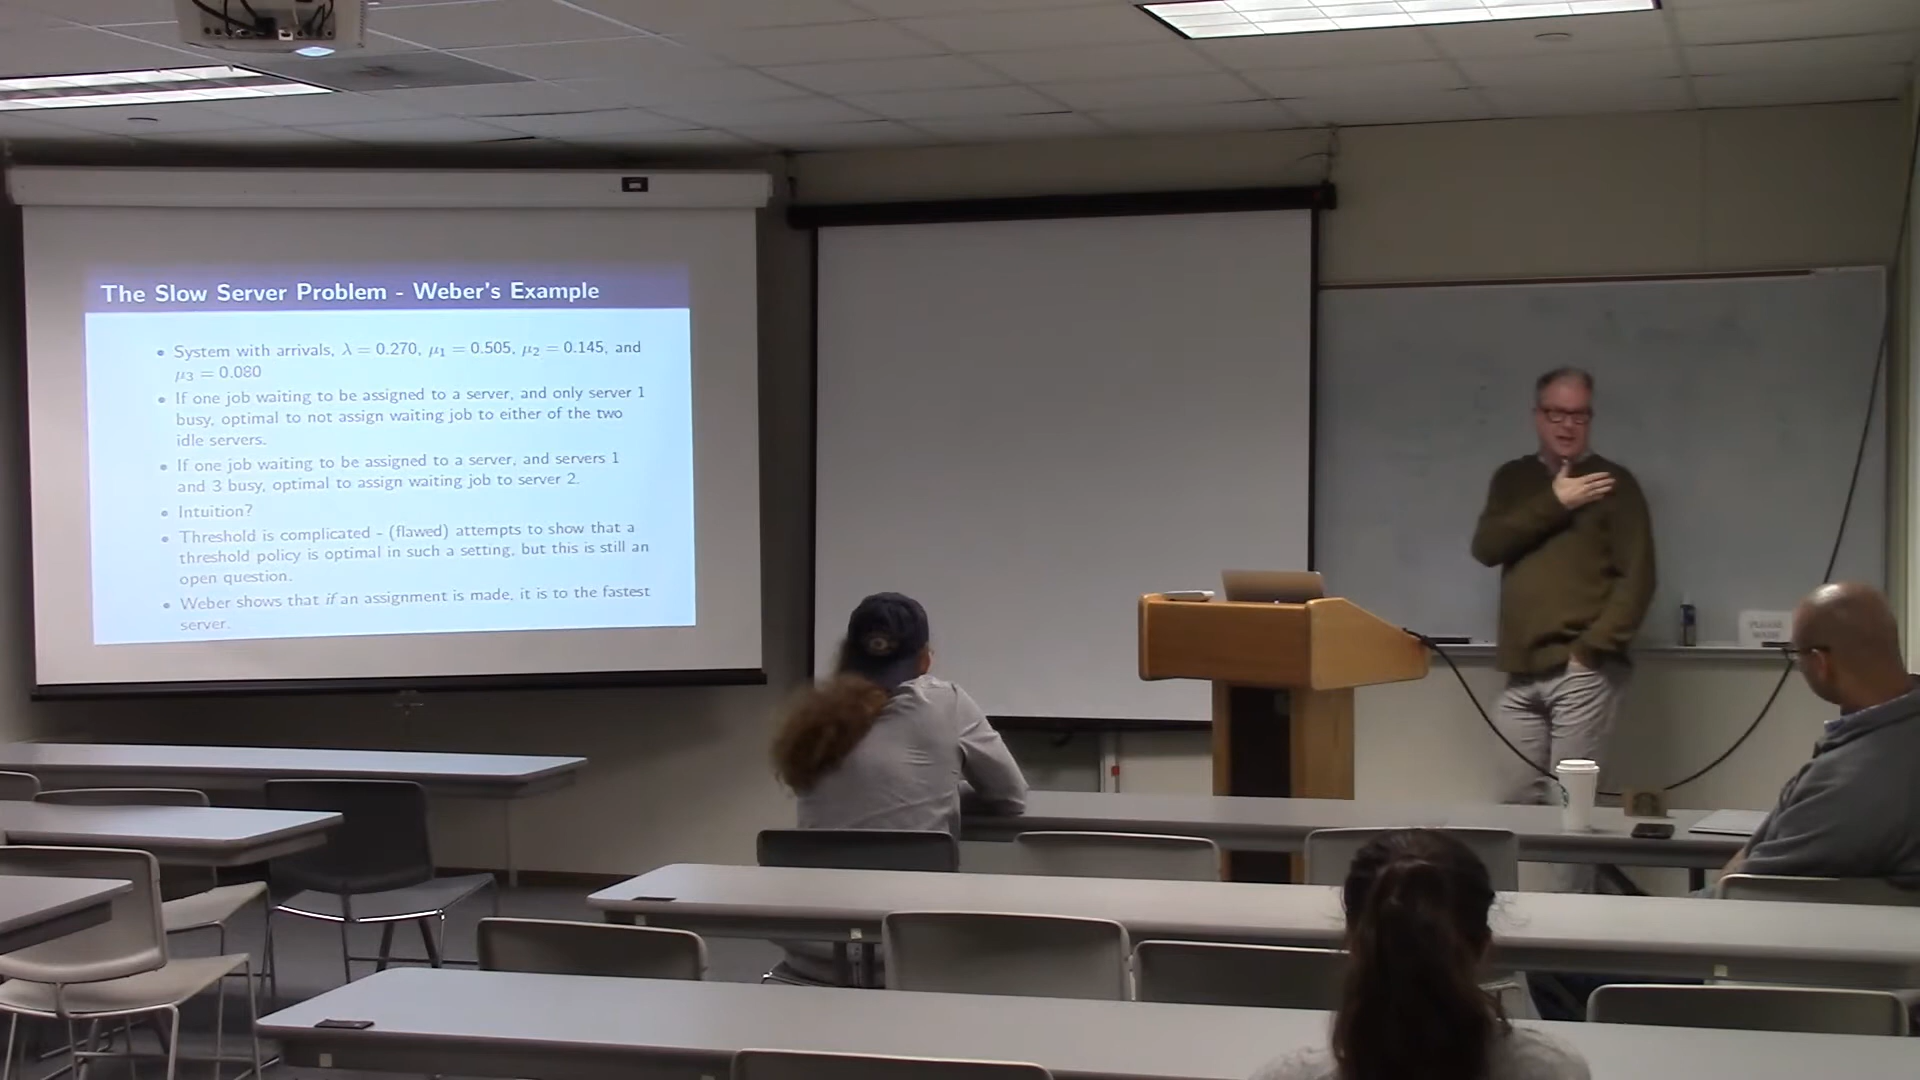 The Slow Server Problem - Weber's Example
• System with arrivals, λ = 0.270, μ₁ = 0.505, μ₂ = 0.145, and
μ₃ = 0.080
• If one job waiting to be assigned to a server, and only server 1
busy, optimal to not assign waiting job to either of the two
idle servers.
• If one job waiting to be assigned to a server, and servers 1
and 3 busy, optimal to assign waiting job to server 2.
• Intuition?
• Threshold is complicated - (flawed) attempts to show that a
threshold policy is optimal in such a setting, but this is still an
open question.
• Weber shows that if an assignment is made, it is to the fastest
server.
PLEASE